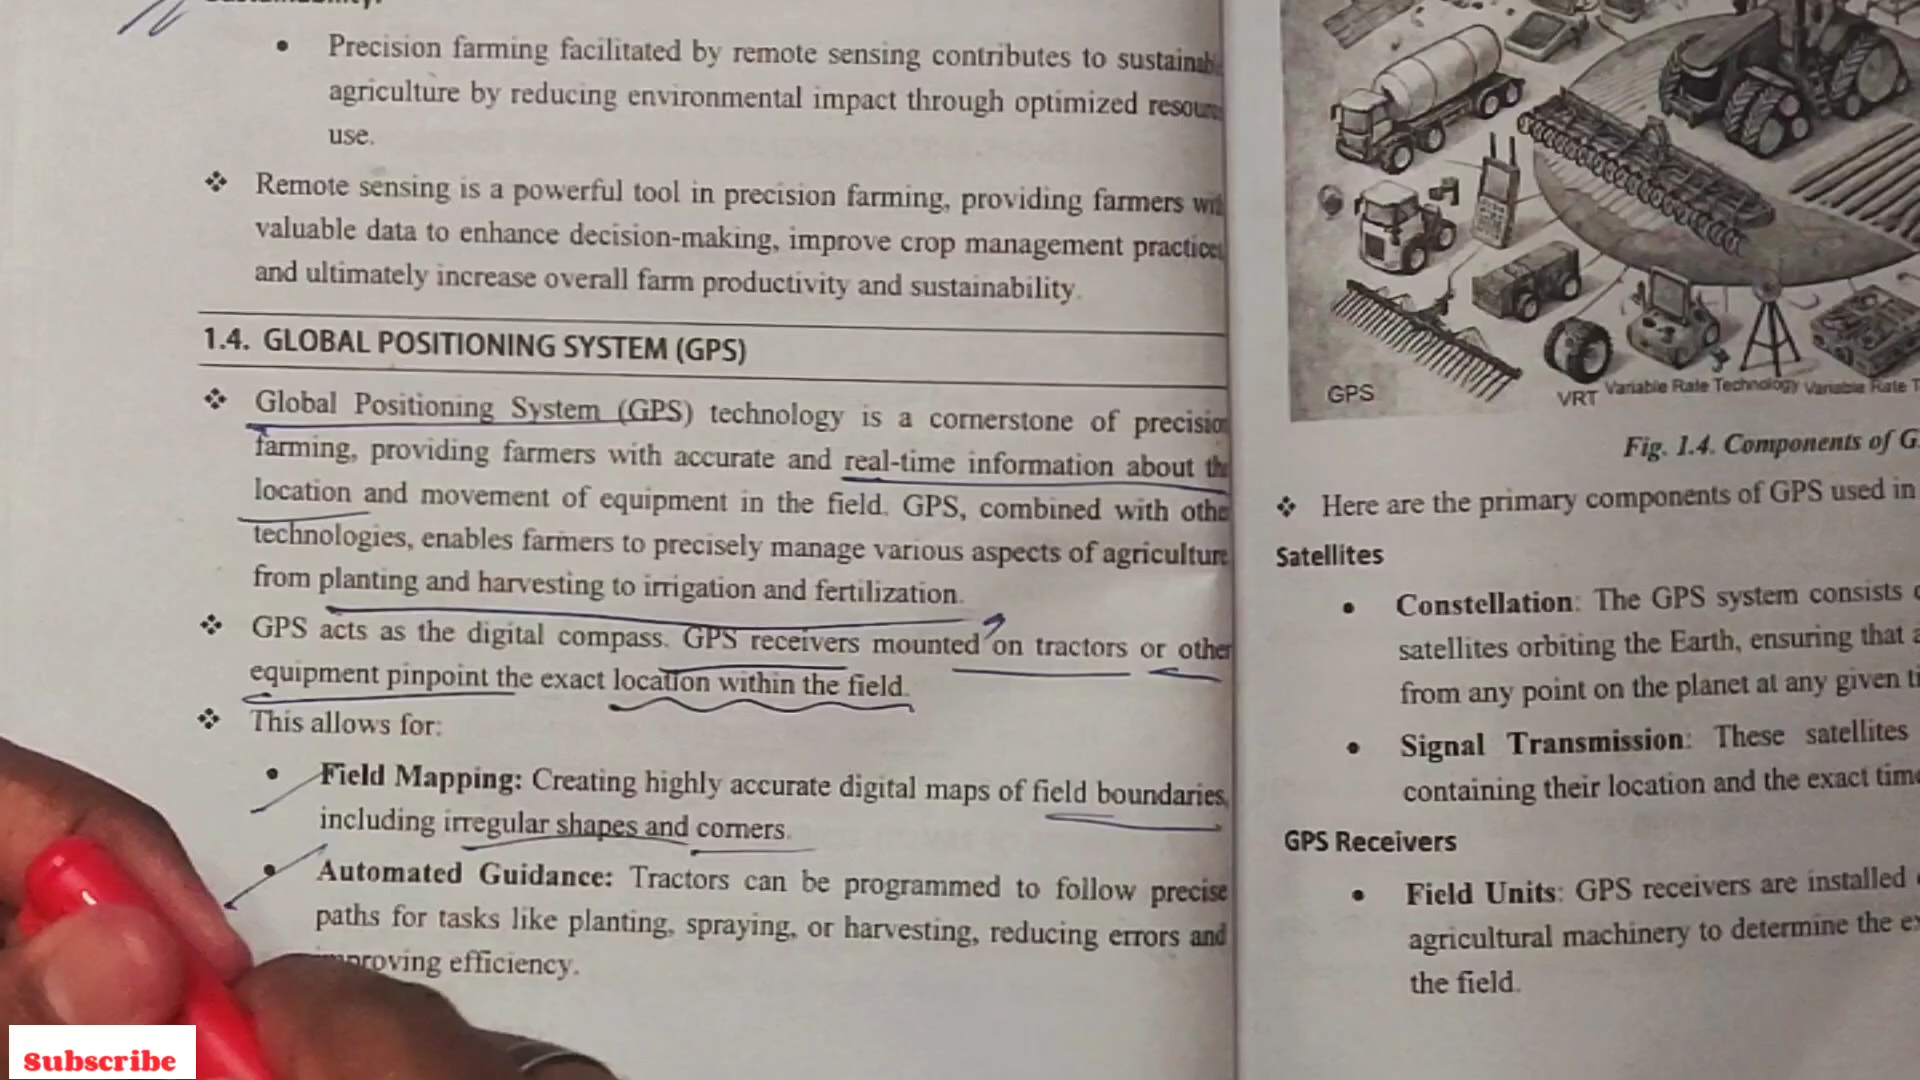 Precision farming facilitated by remote sensing contributes to
agriculture by reducing environmental impact through optimized
use.
Remote sensing is a powerful tool in precision farming, providing farmers
valuable data to enhance decision-making, improve crop management
and ultimately increase overall farm productivity and sustainability.
1.4. GLOBAL POSITIONING SYSTEM (GPS)
Global Positioning System (GPS) technology is a cornerstone of precision
farming, providing farmers with accurate and real-time information about the
location and movement of equipment in the field. GPS, combined with
technologies, enables farmers to precisely manage various aspects of agriculture
from planting and harvesting to irrigation and fertilization.
GPS acts as the digital compass. GPS receivers mounted on tractors or other
equipment pinpoint the exact location within the field.
This allows for:
Field Mapping: Creating highly accurate digital maps of field boundaries,
including irregular shapes and corners.
Automated Guidance: Tractors can be programmed to follow precise
paths for tasks like planting, spraying, or harvesting, reducing errors and
efficiency.
GPS
VRT Variable Rate Technology Variable Rate
Fig. 1.4. Components of
Here are the primary components of GPS used in
Satellites
Constellation: The GPS system consists
satellites orbiting the Earth, ensuring that
from any point on the planet at any given
Signal Transmission: These satellites
containing their location and the exact time
GPS Receivers
Field Units: GPS receivers are installed
agricultural machinery to determine the
the field.
Subscribe